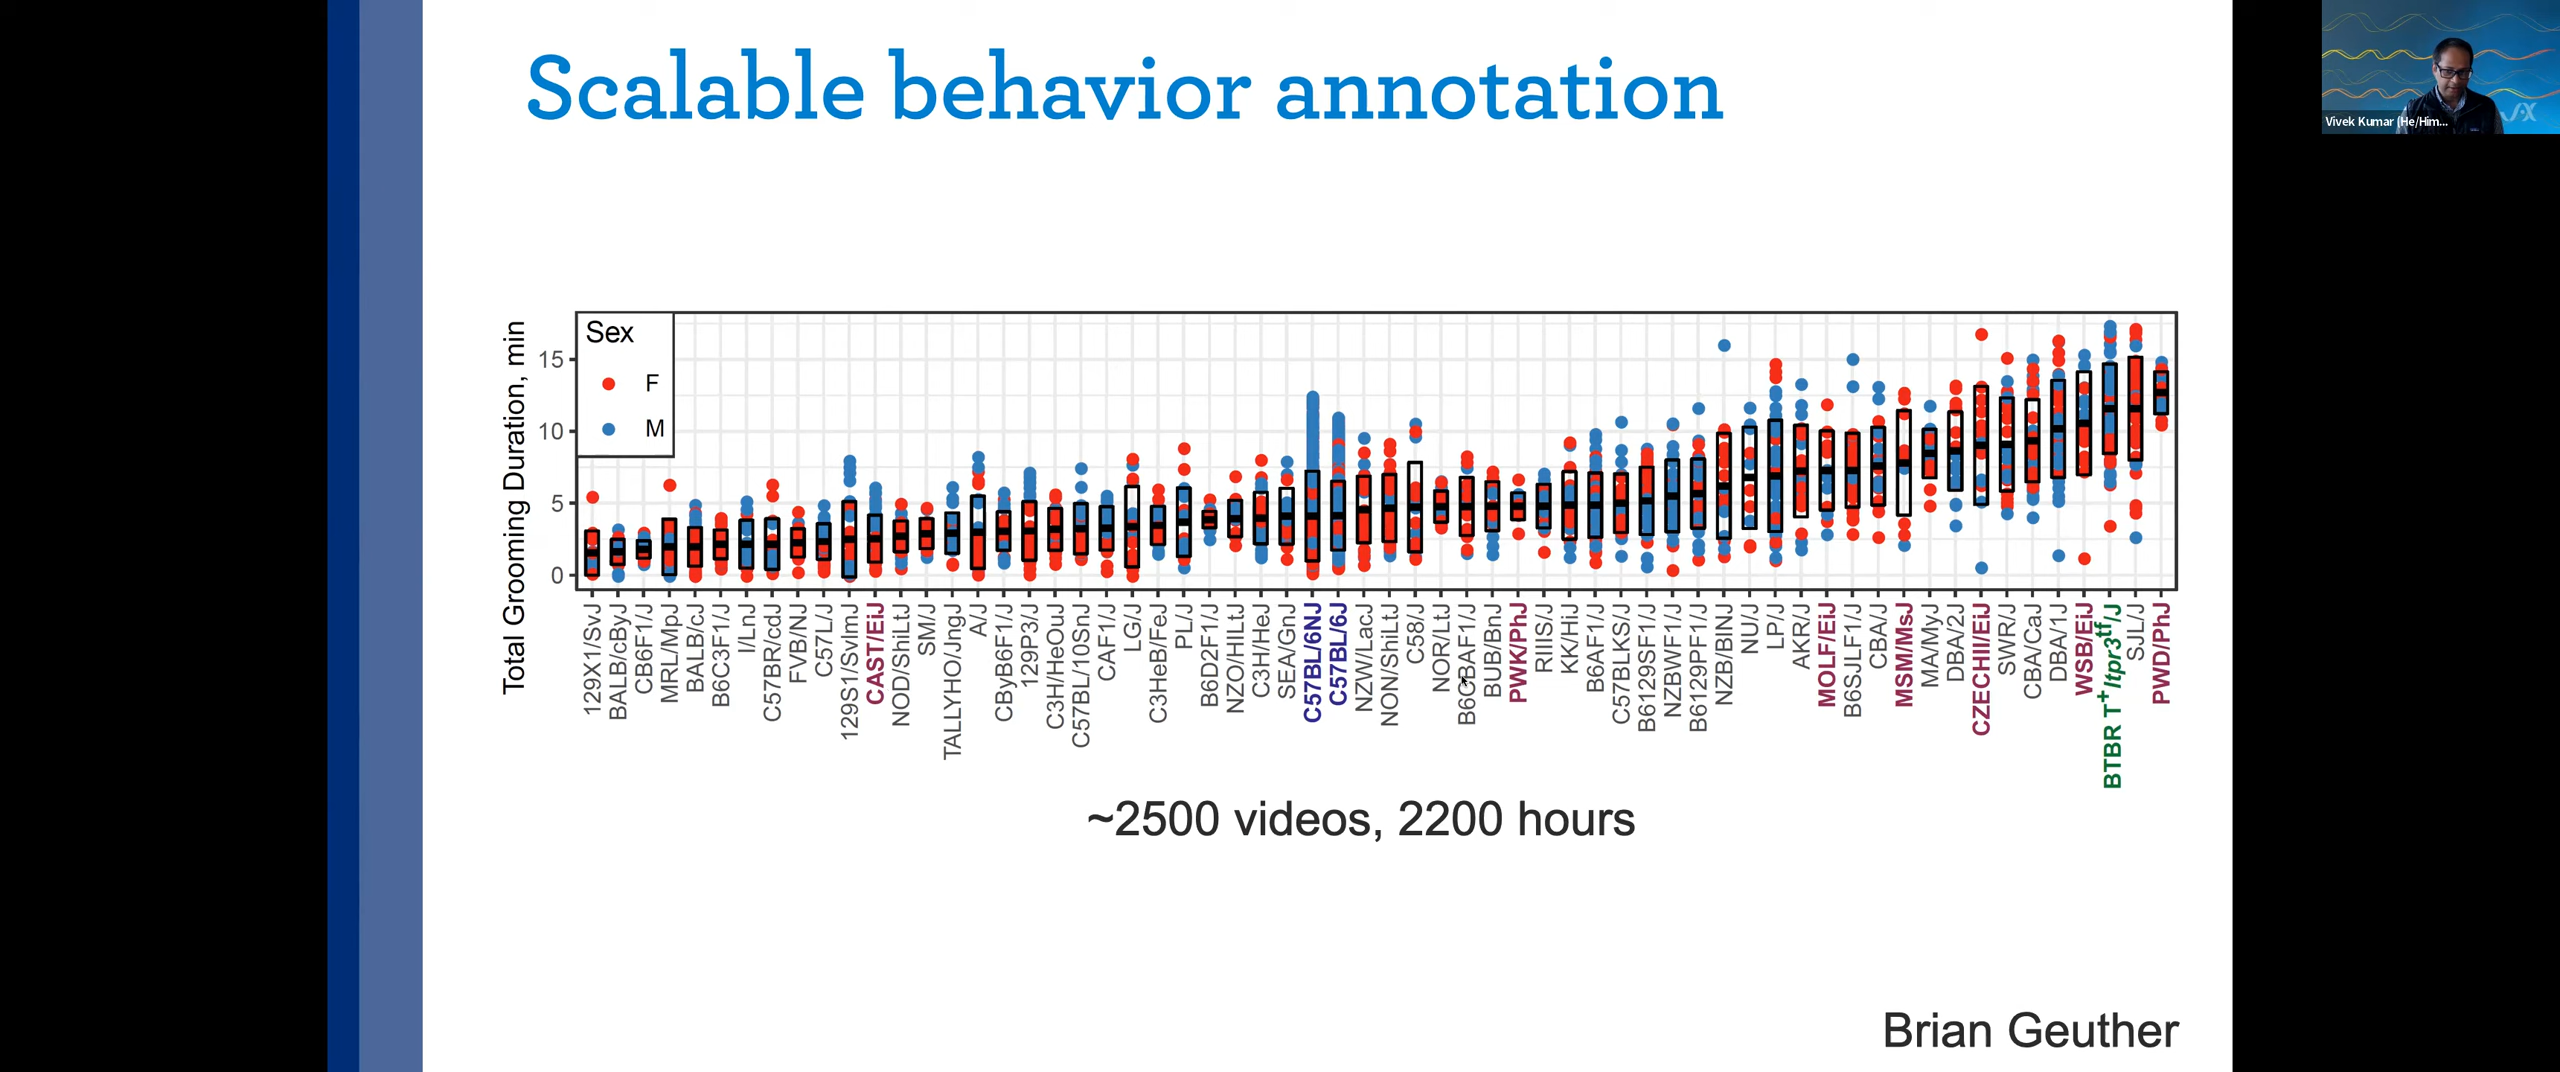 Scalable behavior annotation
Vivek Kumar (He/Him...
Total Grooming Duration, min
15
10
5
0
Sex
F
M
129X1/SvJ
BALB/cByJ
CB6F1/J
MRL/MpJ
BALB/cJ
B6C3F1/J
I/LnJ
C57BR/cdJ
FVB/NJ
C57L/J
129S1/SvImJ
CAST/EiJ
NOD/ShiLtJ
SM/J
TALLYHO/JngJ
A/J
CByB6F1/J
129P3/J
C3H/HeOuJ
C57BL/10SnJ
CAF1/J
LG/J
C3HeB/FeJ
PL/J
B6D2F1/J
NZO/HlLtJ
C3H/HeJ
SEA/GnJ
C57BL/6NJ
C57BL/6J
NZW/LacJ
NON/ShiLtJ
C58/J
NOR/LtJ
B6CBAF1/J
BUB/BnJ
PWK/PhJ
RIIIS/J
KK/HiJ
B6AF1/J
C57BLKS/J
B6129SF1/J
NZBWF1/J
B6129PF1/J
NZB/BINJ
NU/J
LP/J
AKR/J
MOLF/EiJ
B6SJLF1/J
CBA/J
MSM/MsJ
MA/MyJ
DBA/2J
CZECHII/EiJ
SWR/J
CBA/CaJ
DBA/1J
WSB/EiJ
BTBR T+ Itpr3tf/J
SJL/J
PWD/PhJ
~2500 videos, 2200 hours
Brian Geuther